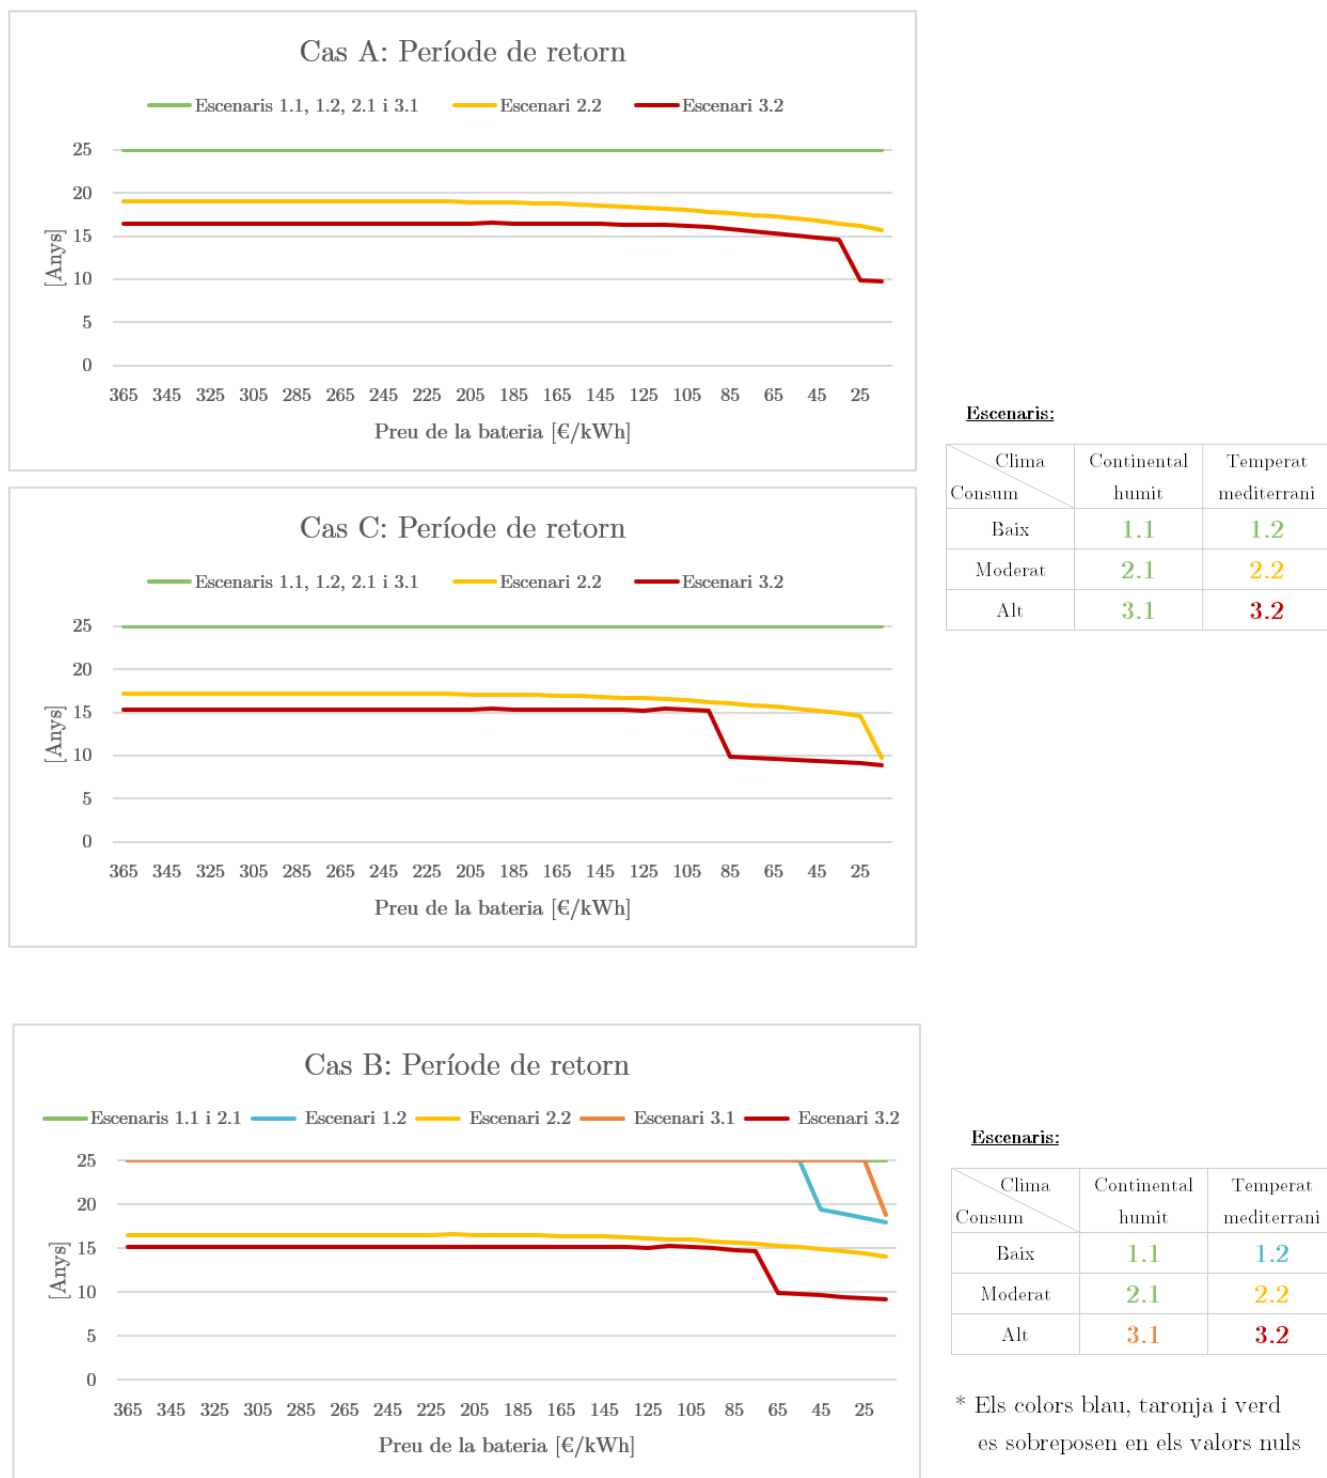 Cas A: Període de retorn
Escenaris 1.1, 1.2, 2.1 i 3.1 Escenari 2.2 Escenari 3.2
25
20
15
10
5
0
[Anys]
365 345 325 305 285 265 245 225 205 185 165 145 125 105 85 65 45 25
Preu de la bateria [€/kWh]
Cas C: Període de retorn
Escenaris 1.1, 1.2, 2.1 i 3.1 Escenari 2.2 Escenari 3.2
25
20
15
10
5
0
[Anys]
365 345 325 305 285 265 245 225 205 185 165 145 125 105 85 65 45 25
Preu de la bateria [€/kWh]
Escenaris:
Clima Continental Temperat
Consum humit mediterrani
Baix 1.1 1.2
Moderat 2.1 2.2
Alt 3.1 3.2
Cas B: Període de retorn
Escenaris 1.1 i 2.1 Escenari 1.2 Escenari 2.2 Escenari 3.1 Escenari 3.2
25
20
15
10
5
0
[Anys]
365 345 325 305 285 265 245 225 205 185 165 145 125 105 85 65 45 25
Preu de la bateria [€/kWh]
Escenaris:
Clima Continental Temperat
Consum humit mediterrani
Baix 1.1 1.2
Moderat 2.1 2.2
Alt 3.1 3.2
* Els colors blau, taronja i verd
es sobreposen en els valors nuls